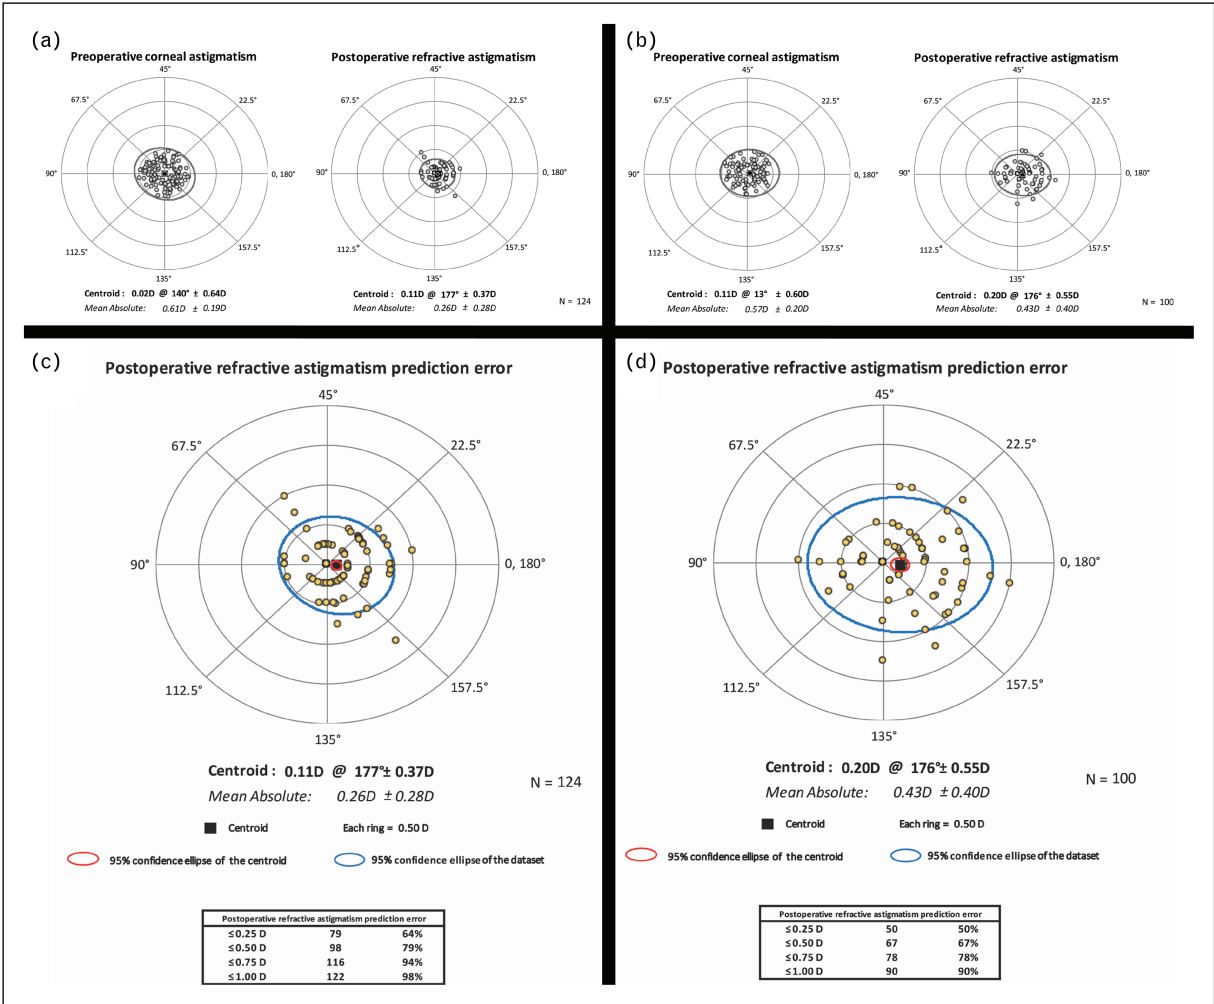 (a)
Preoperative corneal astigmatism
45°
67.5°
22.5°
90°
0, 180°
112.5°
157.5°
135°
Centroid : 0.02D @ 140° ± 0.64D
Mean Absolute: 0.61D ± 0.19D
Postoperative refractive astigmatism
45°
67.5°
22.5°
90°
0, 180°
112.5°
157.5°
135°
Centroid : 0.11D @ 177° ± 0.37D
Mean Absolute: 0.26D ± 0.28D
N = 124
(b)
Preoperative corneal astigmatism
45°
67.5°
22.5°
90°
0, 180°
112.5°
157.5°
135°
Centroid : 0.11D @ 13° ± 0.60D
Mean Absolute: 0.57D ± 0.20D
Postoperative refractive astigmatism
45°
67.5°
22.5°
90°
0, 180°
112.5°
157.5°
135°
Centroid : 0.20D @ 176° ± 0.55D
Mean Absolute: 0.43D ± 0.40D
N = 100
(c)
Postoperative refractive astigmatism prediction error
45°
67.5°
22.5°
90°
0, 180°
112.5°
157.5°
135°
Centroid : 0.11D @ 177°± 0.37D
Mean Absolute: 0.26D ± 0.28D
N = 124
Centroid Each ring = 0.50 D
95% confidence ellipse of the centroid
95% confidence ellipse of the dataset
Postoperative refractive astigmatism prediction error
≤ 0.25 D 79 64%
≤ 0.50 D 98 79%
≤ 0.75 D 116 94%
≤ 1.00 D 122 98%
(d)
Postoperative refractive astigmatism prediction error
45°
67.5°
22.5°
90°
0, 180°
112.5°
157.5°
135°
Centroid : 0.20D @ 176°± 0.55D
Mean Absolute: 0.43D ± 0.40D
N = 100
Centroid Each ring = 0.50 D
95% confidence ellipse of the centroid
95% confidence ellipse of the dataset
Postoperative refractive astigmatism prediction error
≤ 0.25 D 50 50%
≤ 0.50 D 67 67%
≤ 0.75 D 78 78%
≤ 1.00 D 90 90%